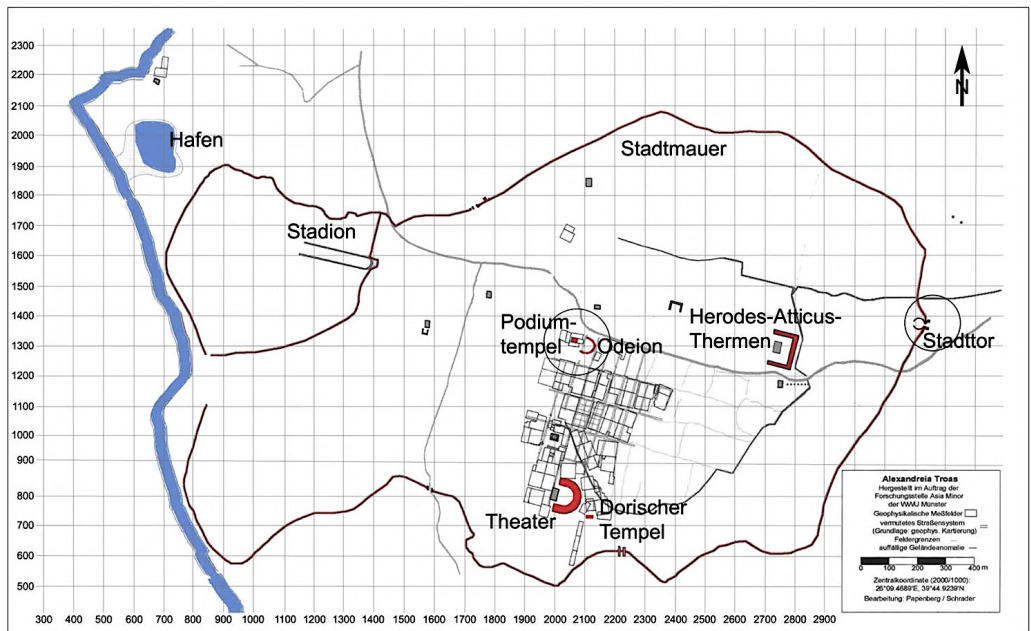 2300
2200
2100
2000
1900
1800
1700
1600
1500
1400
1300
1200
1100
1000
900
800
700
600
500
N
Hafen
Stadtmauer
Stadion
Podium-
tempel
Odeion
Herodes-Atticus-
Thermen
Stadttor
Theater
Dorischer
Tempel
Alexandreia Troas
Hergestellt im Auftrag der
Forschungsstelle Asia Minor
der WWU Münster
Geophysikalische Meßfelder
vermutetes Straßensystem
(Grundlage geophys. Kartierung)
Feldergrenzen
auffällige Geländeanomalie
0 100 200 300 400 m
Zentralkoordinate (2000/1000):
26°09.4689'E, 39°44.9239'N
Bearbeitung: Papenberg / Schrader
300 400 500 600 700 800 900 1000 1100 1200 1300 1400 1500 1600 1700 1800 1900 2000 2100 2200 2300 2400 2500 2600 2700 2800 2900